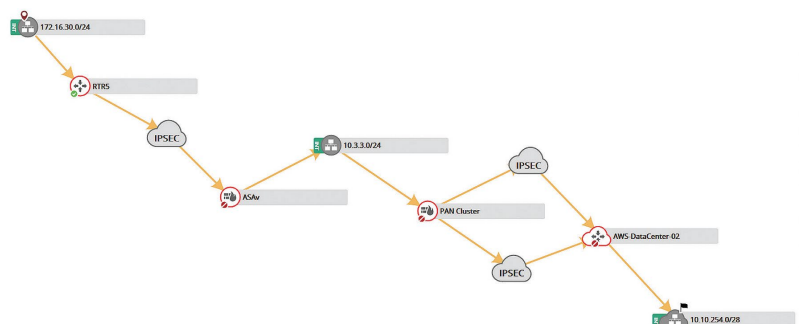 172.16.30.0/24
RTR5
IPSEC
10.3.3.0/24
IPSEC
ASAv
PAN Cluster
AWS-DataCenter-02
IPSEC
10.10.254.0/28